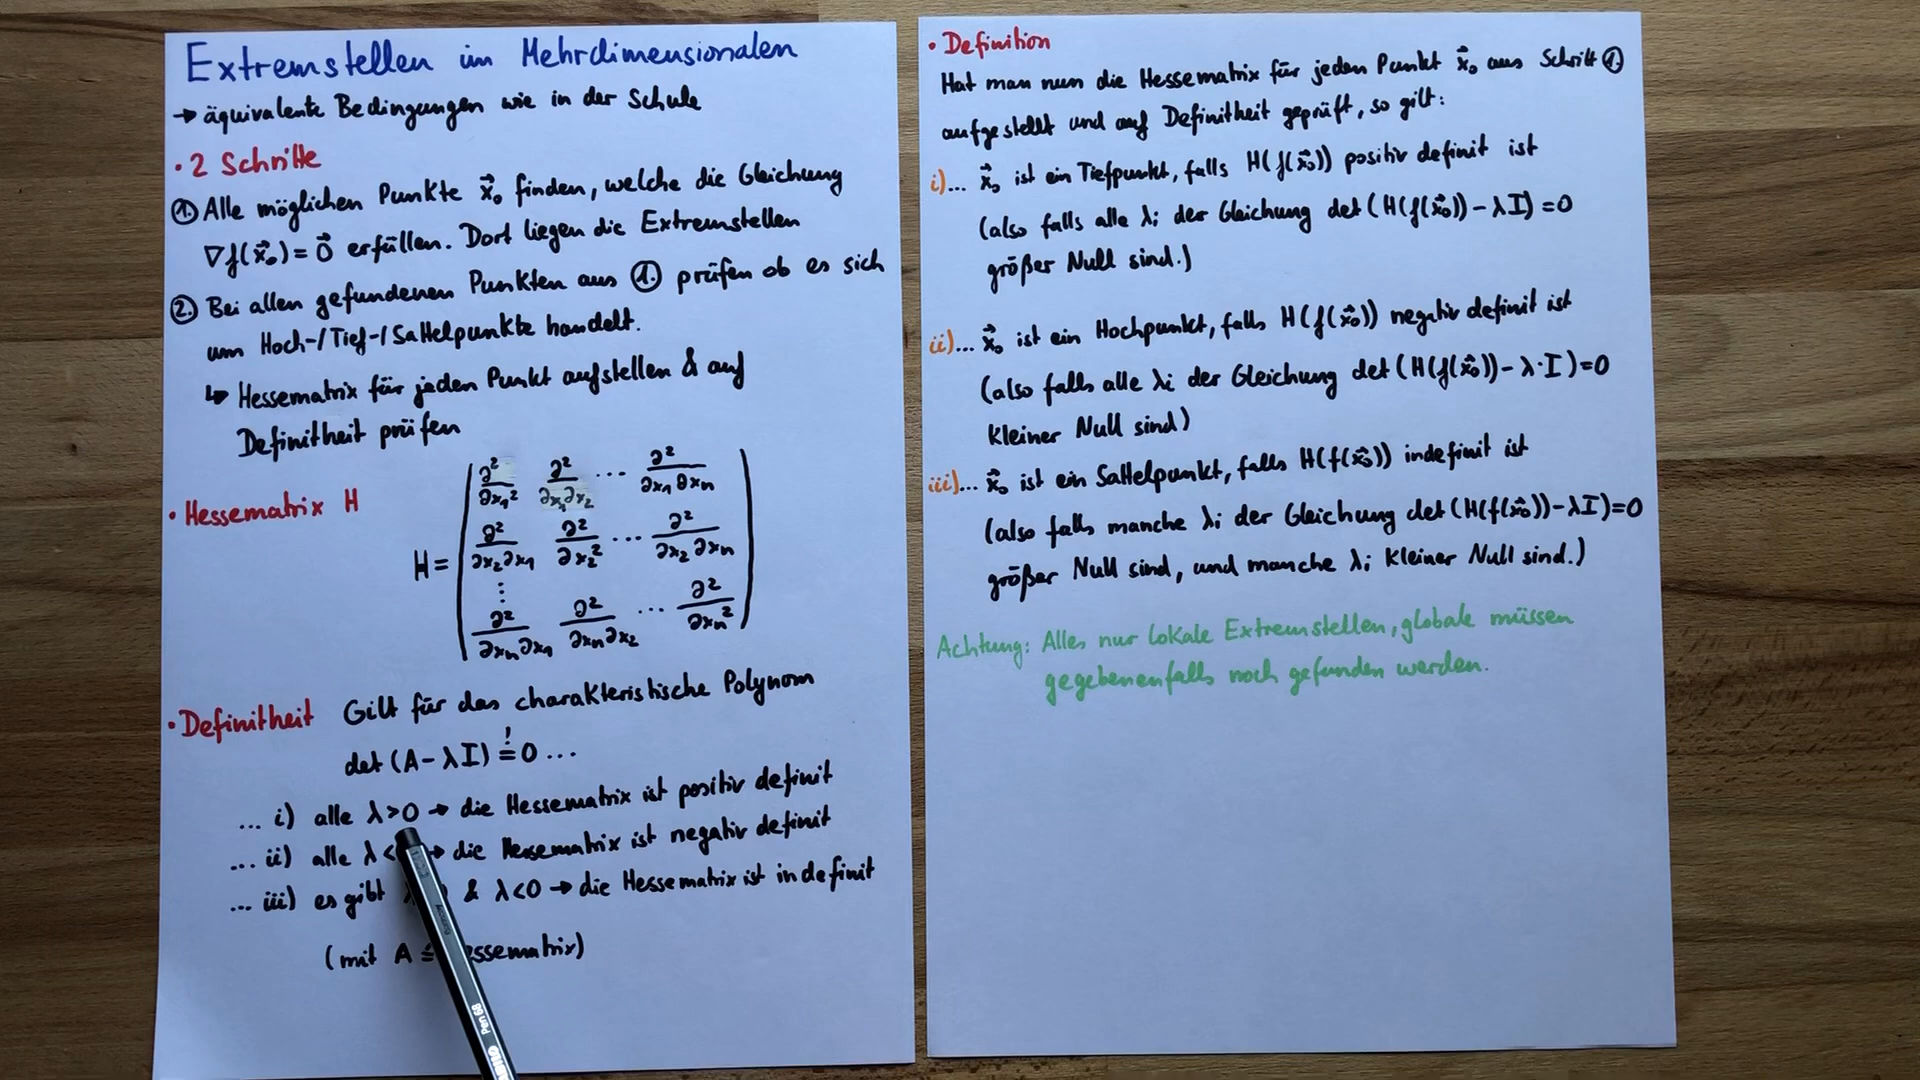 Extremstellen im Mehrdimensionalen
→ äquivalente Bedingungen wie in der Schule
• 2 Schritte
① Alle möglichen Punkte x⃗₀ finden, welche die Gleichung
∇f(x⃗₀) = 0⃗ erfüllen. Dort liegen die Extremstellen
② Bei allen gefundenen Punkten aus ① prüfen ob es sich
um Hoch-/Tief-/Sattelpunkte handelt.
↳ Hessematrix für jeden Punkt aufstellen & auf
Definitheit prüfen
• Hessematrix H
H =
∂²/∂x₁² ∂²/∂x₁∂x₂ ... ∂²/∂x₁∂xₙ
∂²/∂x₂∂x₁ ∂²/∂x₂² ... ∂²/∂x₂∂xₙ
⋮
∂²/∂xₙ∂x₁ ∂²/∂xₙ∂x₂ ... ∂²/∂xₙ²
• Definitheit Gilt für das charakteristische Polynom
det (A - λI) =! 0 ...
... i) alle λ > 0 → die Hessematrix ist positiv definit
... ii) alle λ < → die Hessematrix ist negativ definit
... iii) es gibt & λ < 0 → die Hessematrix ist indefinit
(mit A ssematrix)
Pen 68
• Definition
Hat man nun die Hessematrix für jeden Punkt x⃗₀ aus Schritt ①
aufgestellt und auf Definitheit geprüft, so gilt:
i)... x⃗₀ ist ein Tiefpunkt, falls H(f(x⃗₀)) positiv definit ist
(also falls alle λᵢ der Gleichung det (H(f(x⃗₀)) - λI) = 0
größer Null sind.)
ii)... x⃗₀ ist ein Hochpunkt, falls H(f(x⃗₀)) negativ definit ist
(also falls alle λᵢ der Gleichung det (H(f(x⃗₀)) - λ·I) = 0
kleiner Null sind)
iii)... x⃗₀ ist ein Sattelpunkt, falls H(f(x⃗₀)) indefinit ist
(also falls manche λᵢ der Gleichung det (H(f(x⃗₀)) - λI) = 0
größer Null sind, und manche λᵢ kleiner Null sind.)
Achtung: Alles nur lokale Extremstellen, globale müssen
gegebenenfalls noch gefunden werden.